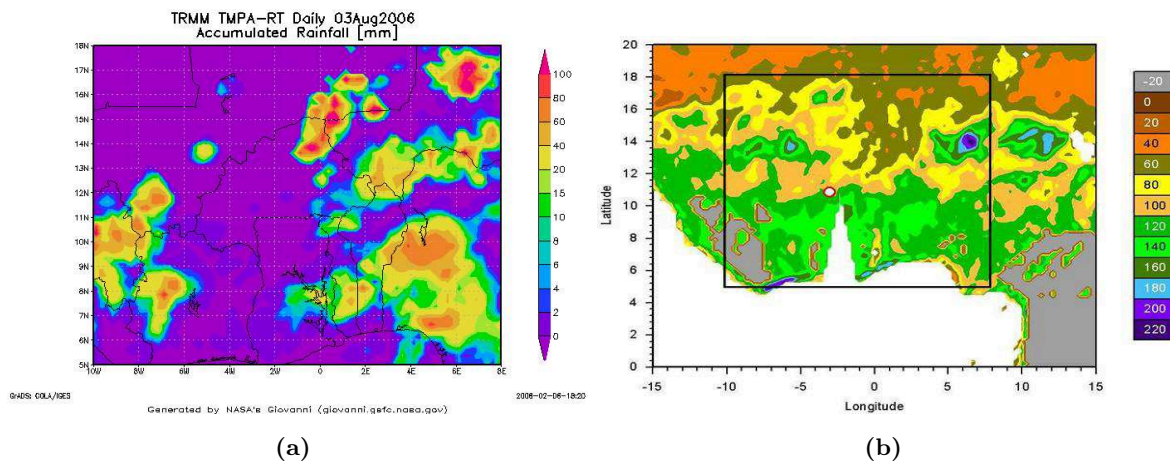 TRMM TMPA-RT Daily 03Aug2006
Accumulated Rainfall [mm]
18N
17N
16N
15N
14N
13N
12N
11N
10N
9N
8N
7N
6N
5N
10W 8W 6W 4W 2W 0 2E 4E 6E 8E
100
80
60
40
20
15
10
8
6
4
2
0
GrADS: COLA/IGES
2008-02-06-18:20
Generated by NASA's Giovanni (giovanni.gsfc.nasa.gov)
(a)
20
18
16
14
12
10
8
6
4
2
0
Latitude
-15 -10 -5 0 5 10 15
Longitude
-20
0
20
40
60
80
100
120
140
160
180
200
220
(b)